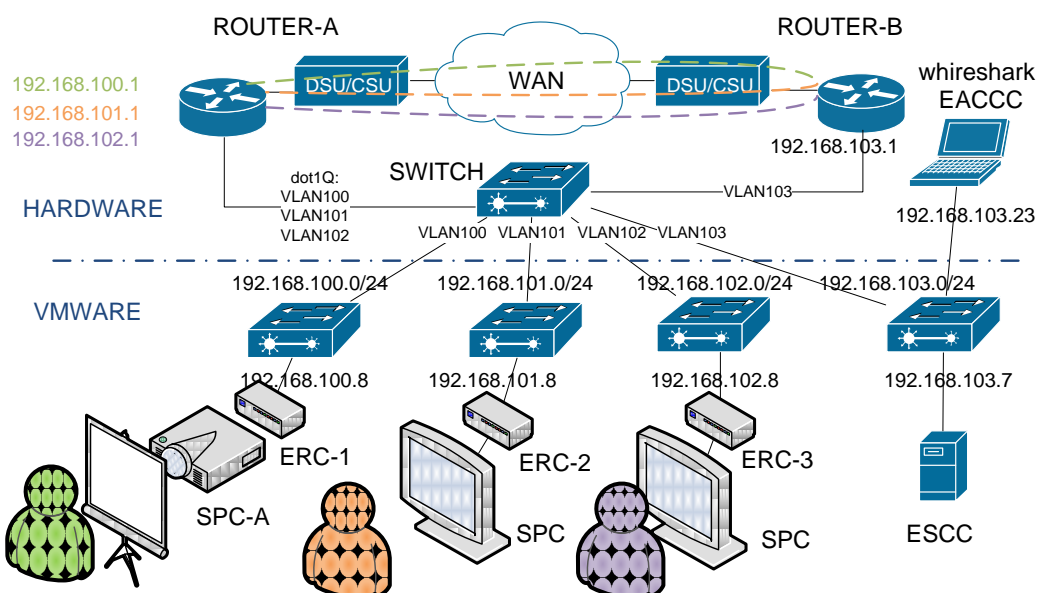 ROUTER-A
ROUTER-B
DSU/CSU
WAN
DSU/CSU
whireshark
EACCC
192.168.100.1
192.168.101.1
192.168.102.1
192.168.103.1
SWITCH
dot1Q:
VLAN100
VLAN101
VLAN102
VLAN103
HARDWARE
192.168.103.23
VLAN100
VLAN101
VLAN102
VLAN103
VMWARE
192.168.100.0/24
192.168.101.0/24
192.168.102.0/24
192.168.103.0/24
192.168.100.8
192.168.101.8
192.168.102.8
192.168.103.7
ERC-1
ERC-2
ERC-3
SPC-A
SPC
SPC
ESCC